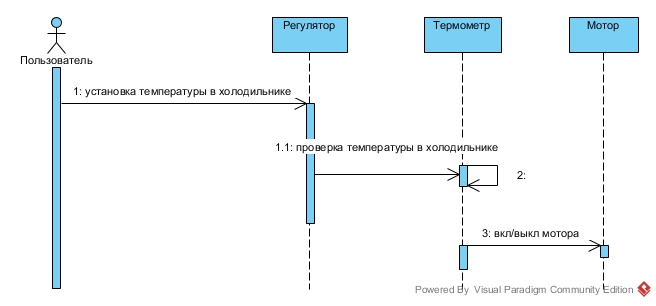 Регулятор
Термометр
Мотор
Пользователь
1: установка температуры в холодильнике
1.1: проверка температуры в холодильнике
2:
3: вкл/выкл мотора
Powered By Visual Paradigm Community Edition